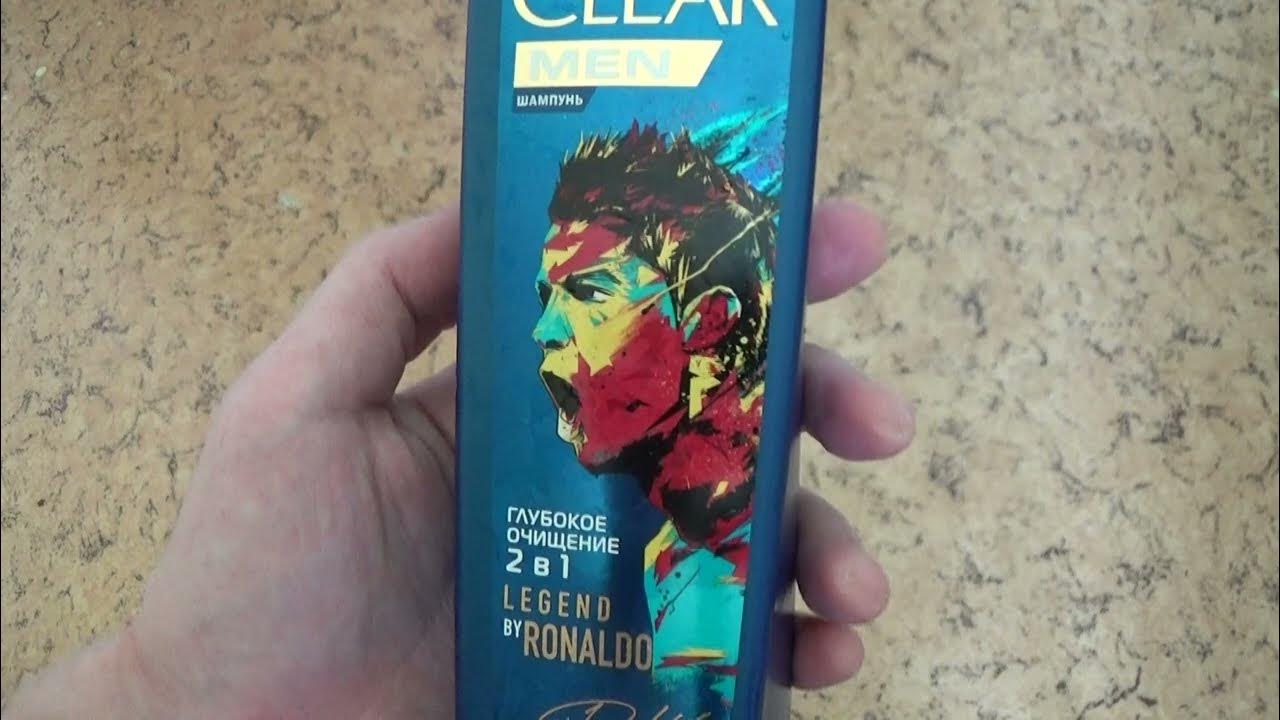 CLEAR
MEN
ШАМПУНЬ
ГЛУБОКОЕ
ОЧИЩЕНИЕ
2 в 1
LEGEND
BY RONALDO